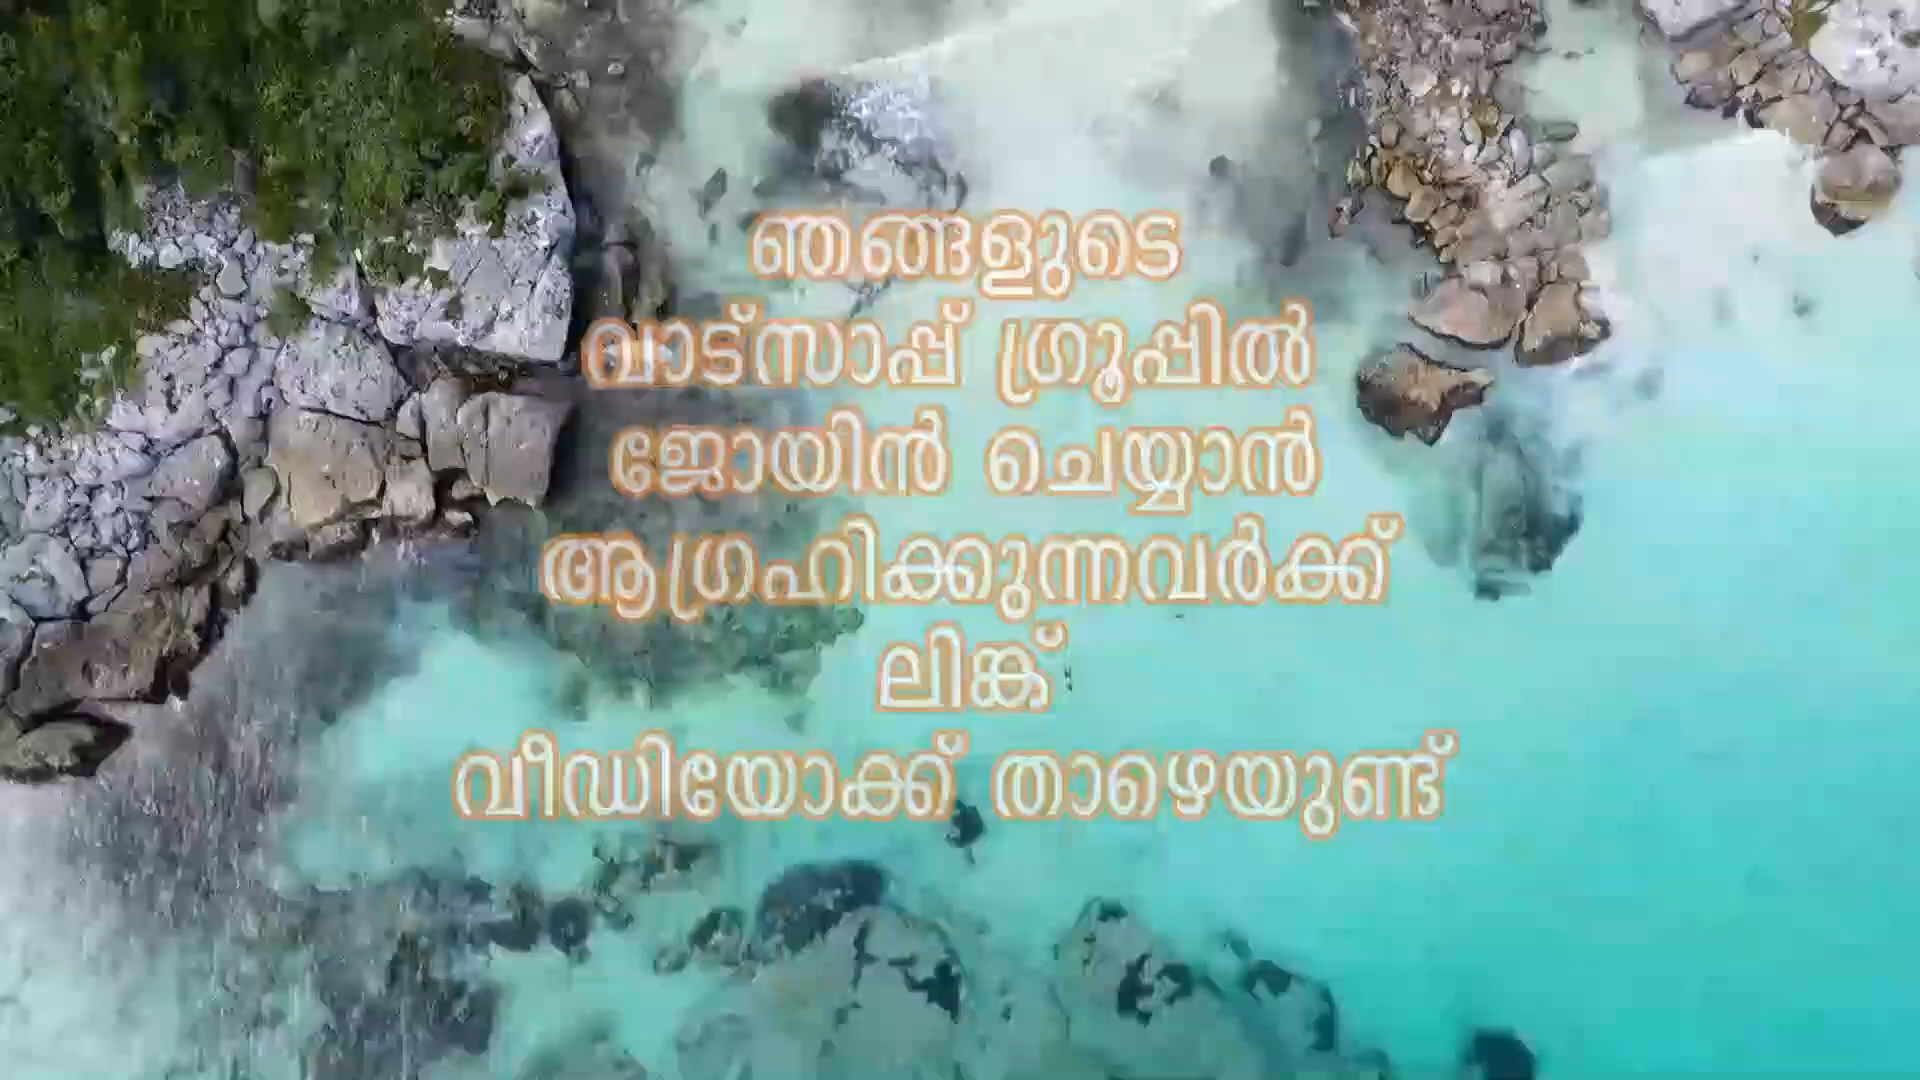 ഞങ്ങളുടെ
വാട്സാപ്പ് ഗ്രൂപ്പിൽ
ജോയിൻ ചെയ്യാൻ
ആഗ്രഹിക്കുന്നവർക്ക്
ലിങ്ക്
വീഡിയോക്ക് താഴെയുണ്ട്